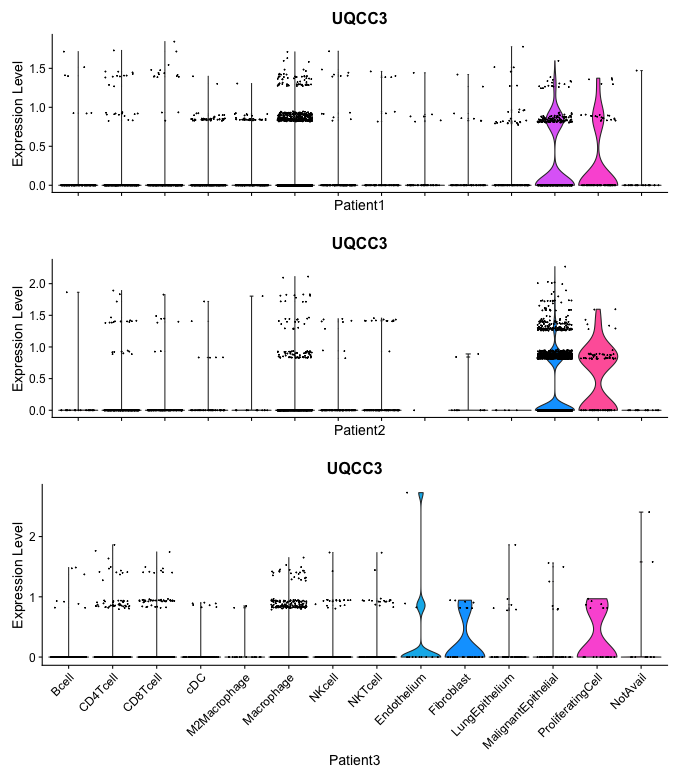 UQCC3
Expression Level
1.5
1.0
0.5
0.0
Patient1
UQCC3
Expression Level
2.0
1.5
1.0
0.5
0.0
Patient2
UQCC3
Expression Level
2
1
0
Bcell
CD4Tcell
CD8Tcell
cDC
M2Macrophage
Macrophage
NKcell
NKTcell
Endothelium
Fibroblast
LungEpithelium
MalignantEpithelial
ProliferatingCell
NotAvail
Patient3